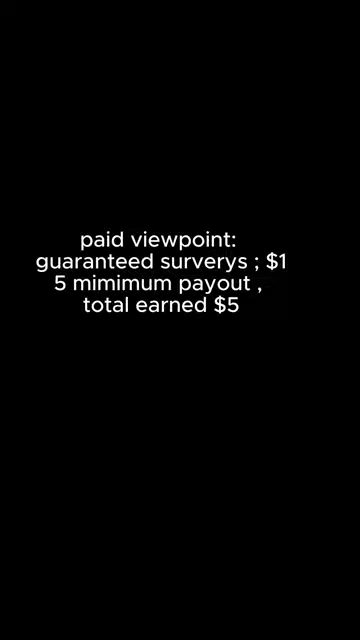 paid viewpoint:
guaranteed surverys ; $1
5 mimimum payout ,
total earned $5